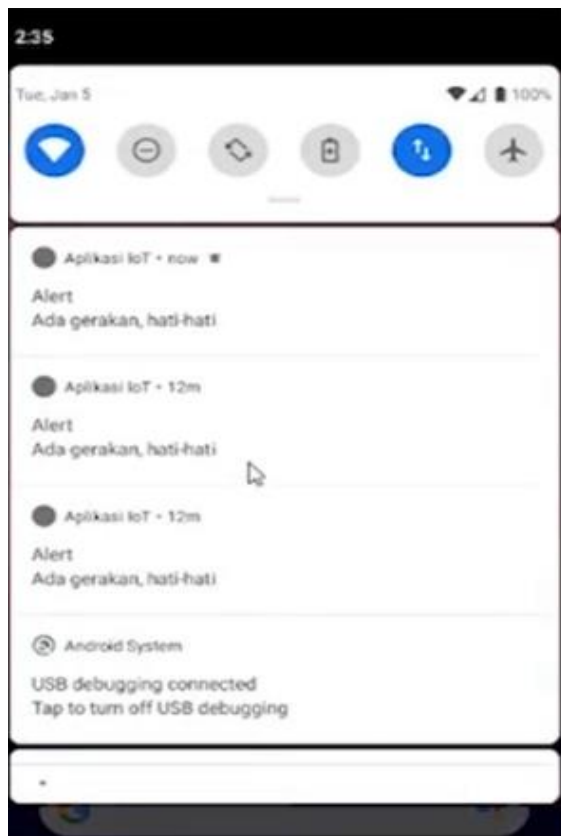 2:35
Tue, Jan 5
100%
Aplikasi IoT • now
Alert
Ada gerakan, hati-hati
Aplikasi IoT • 12m
Alert
Ada gerakan, hati-hati
Aplikasi IoT • 12m
Alert
Ada gerakan, hati-hati
Android System
USB debugging connected
Tap to turn off USB debugging